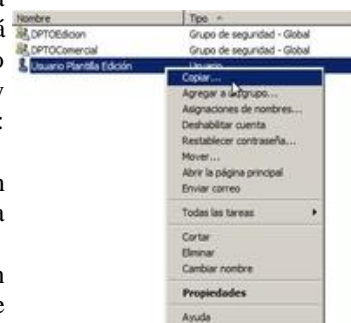 Nombre Tipo
DPTOEdicion Grupo de seguridad - Global
DPTOComercial Grupo de seguridad - Global
Usuario Plantilla Edición Usuario
Copiar...
Agregar a un grupo...
Asignaciones de nombres...
Deshabilitar cuenta
Restablecer contraseña...
Mover...
Abrir la página principal
Enviar correo
Todas las tareas
Cortar
Eliminar
Cambiar nombre
Propiedades
Ayuda